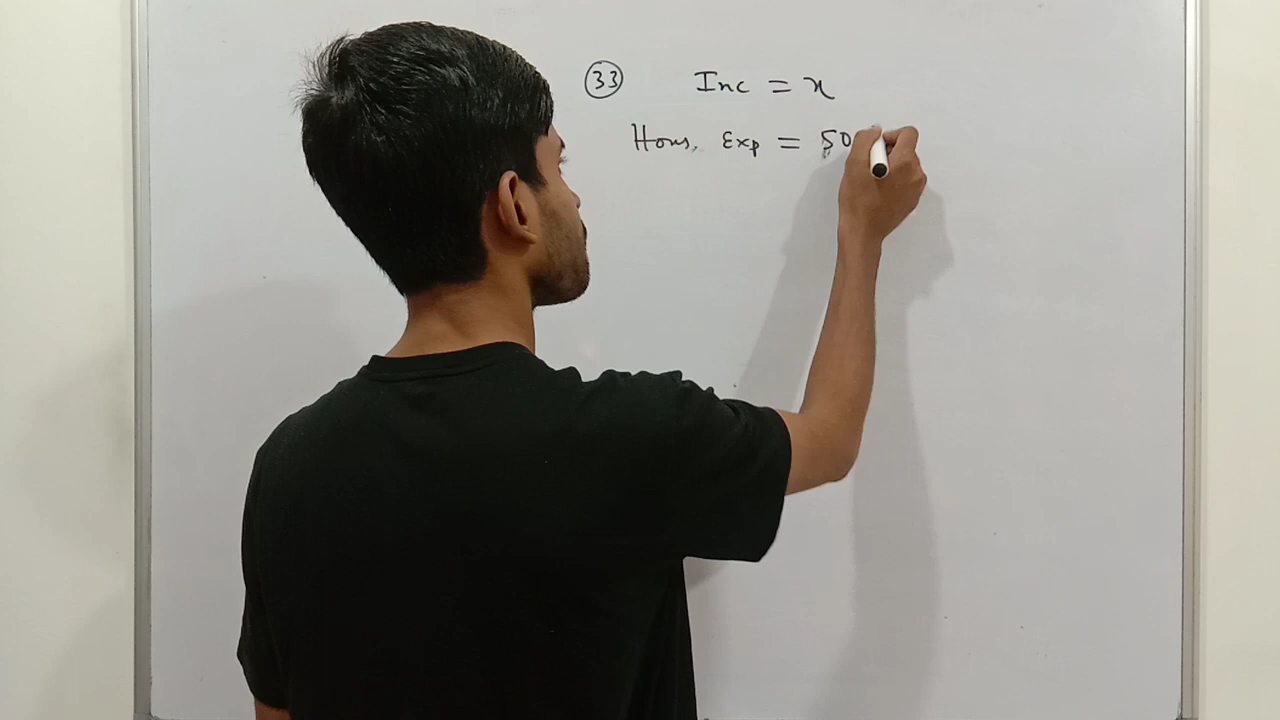 33 Inc = x
Hous. Exp = 50